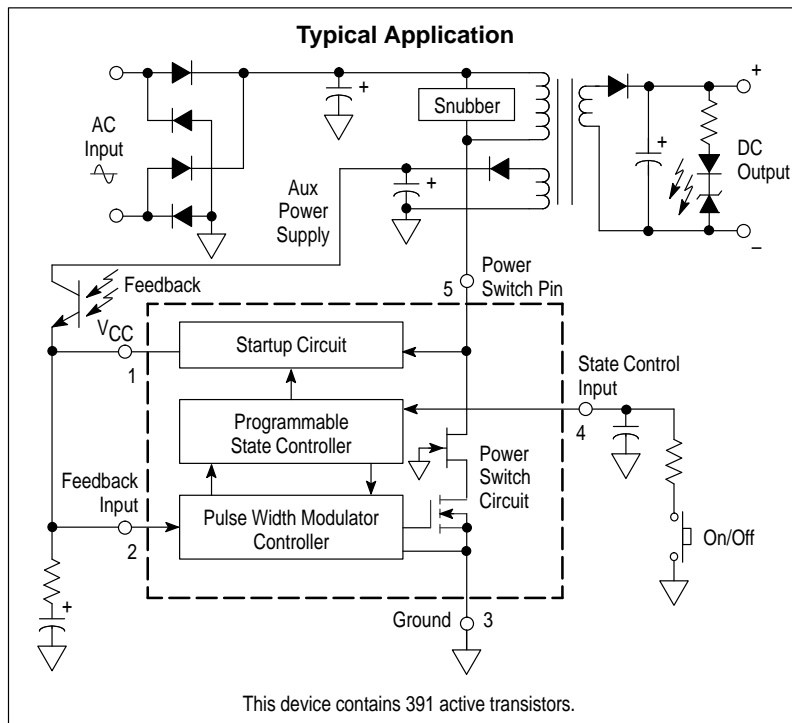 Typical Application
+
Snubber
+
AC
Input
+
DC
Output
+
Aux
Power
Supply
–
Feedback
5
Power
Switch Pin
VCC
1
Startup Circuit
State Control
Input
4
Programmable
State Controller
Power
Switch
Circuit
Feedback
Input
2
Pulse Width Modulator
Controller
On/Off
+
Ground
3
This device contains 391 active transistors.